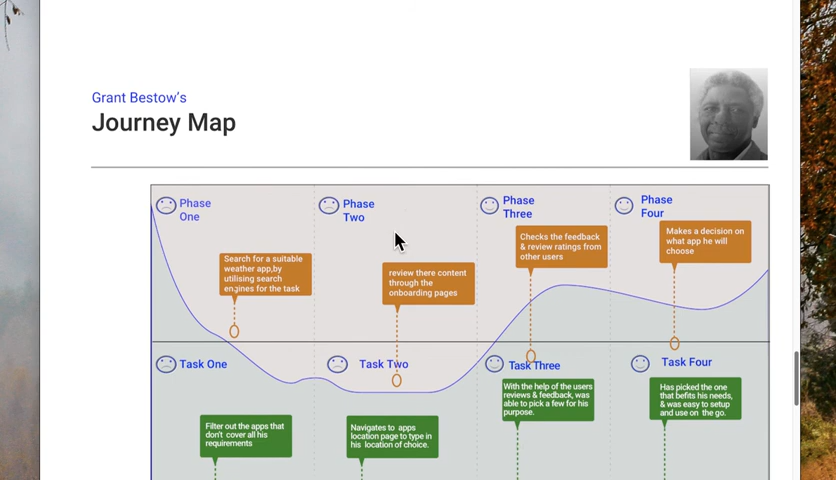 Grant Bestow's
Journey Map
Phase
One
Phase
Two
Phase
Three
Phase
Four
Search for a suitable
weather app,by
utilising search
engines for the task
review there content
through the
onboarding pages
Checks the feedback
& review ratings from
other users
Makes a decision on
what app he will
choose
Task One
Task Two
Task Three
Task Four
Filter out the apps that
don't cover all his
requirements
Navigates to apps
location page to type in
his location of choice.
With the help of the users
reviews & feedback, was
able to pick a few for his
purpose.
Has picked the one
that befits his needs,
& was easy to setup
and use on the go.